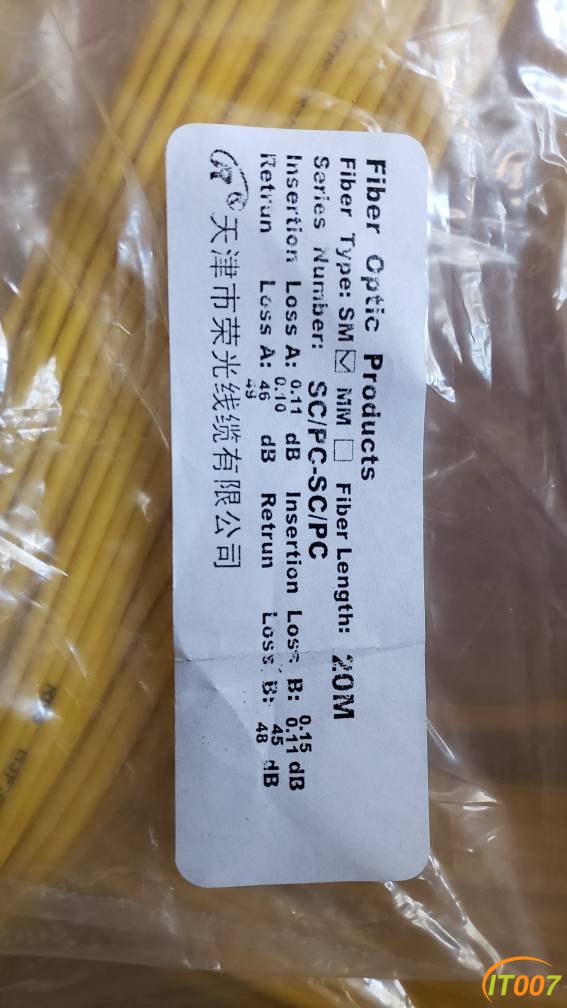 Fiber Optic Products
Fiber Type: SM ☑ MM ☐ Fiber Length: 20M
Series Number: SC/PC-SC/PC
0.15
Insertion Loss A: 0.11 dB Insertion Loss B: 0.11 dB
0.10
Retrun Loss A: 46 dB Retrun Loss B: 45 dB
49 48
天津市荣光线缆有限公司
IT007